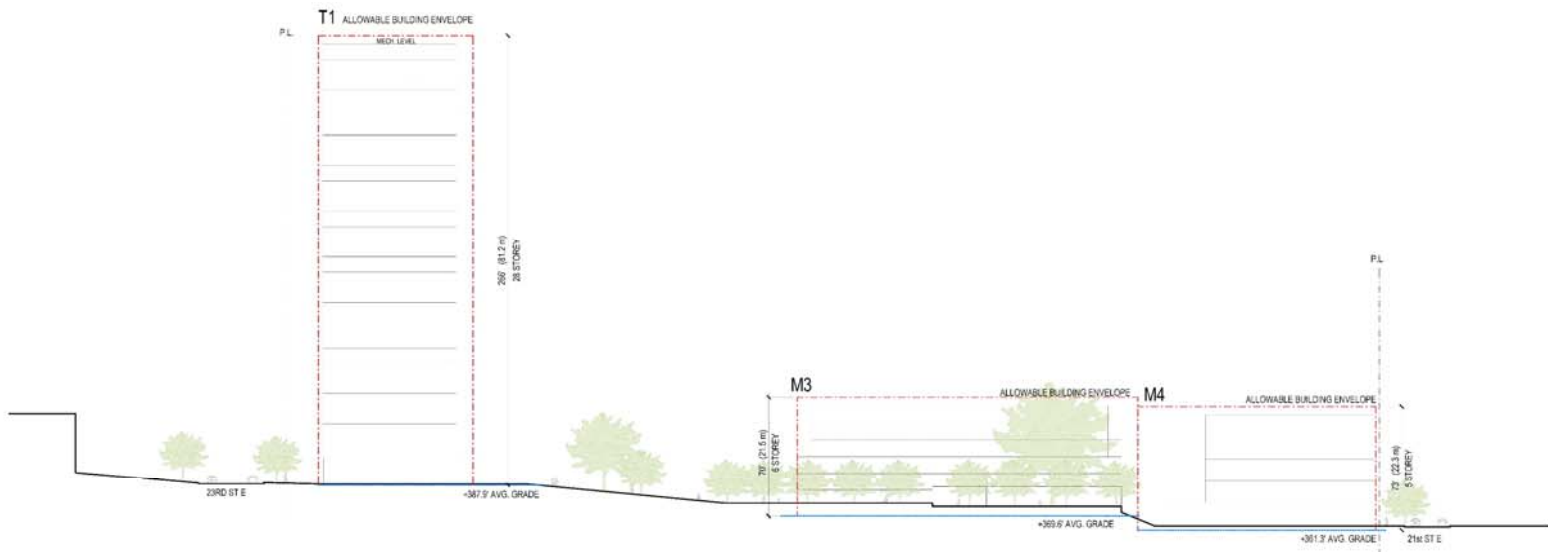 T1 ALLOWABLE BUILDING ENVELOPE
P.L.
MECH. LEVEL
266' (81.2 m)
28 STOREY
23RD ST E
+387.9' AVG. GRADE
P.L.
M3
ALLOWABLE BUILDING ENVELOPE
M4
ALLOWABLE BUILDING ENVELOPE
70' (21.5 m)
6 STOREY
73' (22.3 m)
5 STOREY
+369.6' AVG. GRADE
+361.3' AVG. GRADE
21st ST E